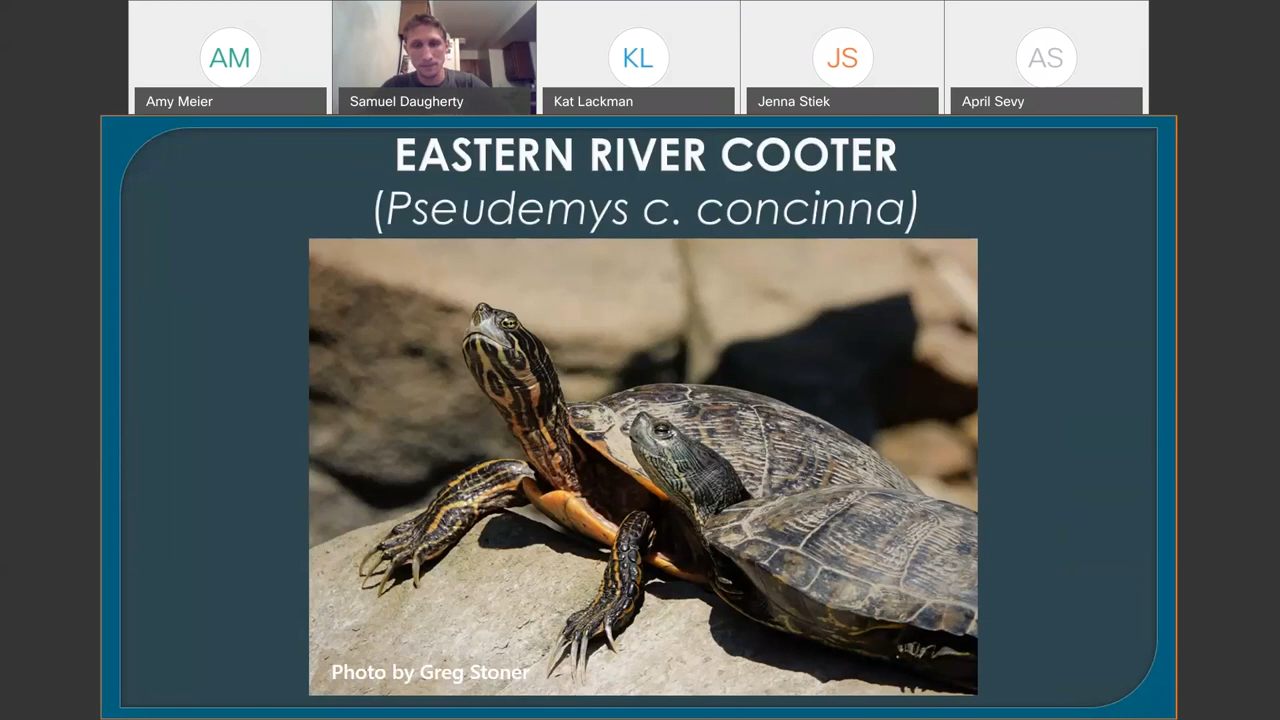 AM
Amy Meier
Samuel Daugherty
KL
Kat Lackman
JS
Jenna Stiek
AS
April Sevy
EASTERN RIVER COOTER
(Pseudemys c. concinna)
Photo by Greg Stoner